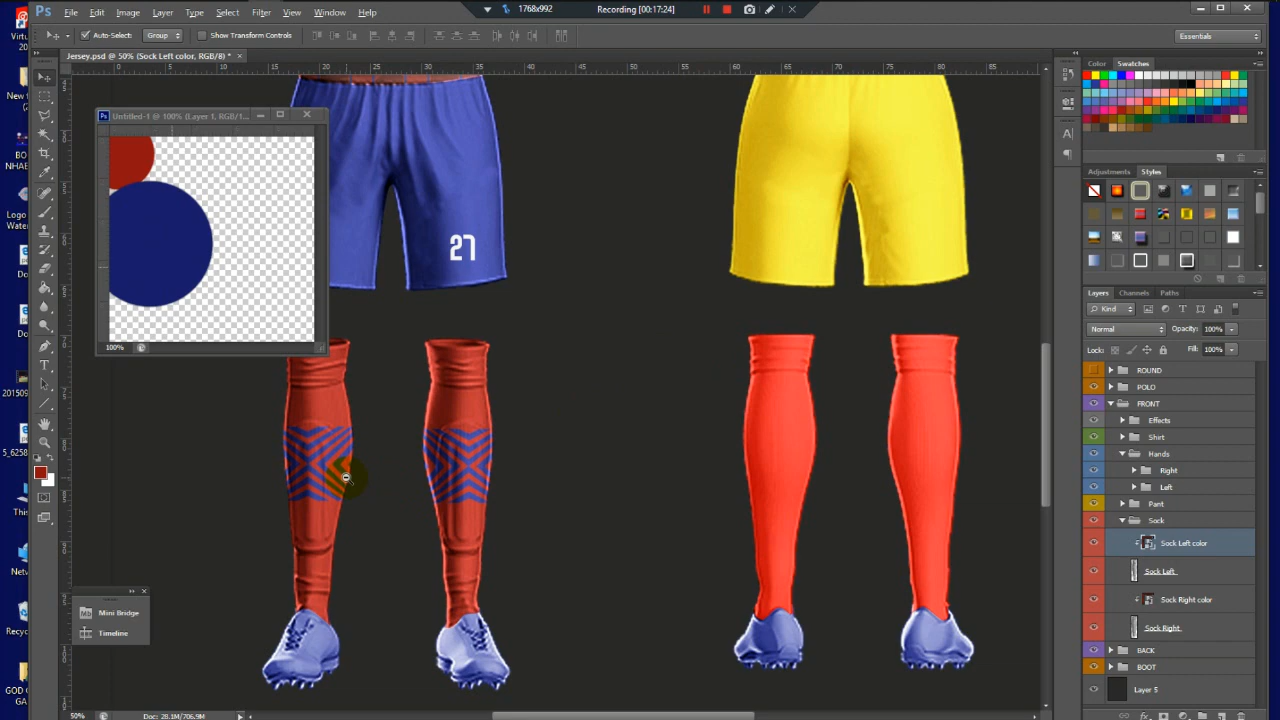 1768x992
Recording [00:17:24]
Ps
File Edit Image Layer Type Select Filter View Window Help
Auto-Select: Group Show Transform Controls
Essentials
Jersey.psd @ 50% (Sock Left color, RGB/8) *
Color Swatches
Untitled-1 @ 100% (Layer 1, RGB/1...
100%
27
Adjustments Styles
Layers Channels Paths
Kind
Normal Opacity: 100%
Lock: Fill: 100%
ROUND
POLO
FRONT
Effects
Shirt
Hands
Right
Left
Pant
Sock
Sock Left color
Sock Left
Sock Right color
Sock Right
BACK
BOOT
Layer 5
Mb Mini Bridge
Timeline
50% Doc: 28.1M/706.9M